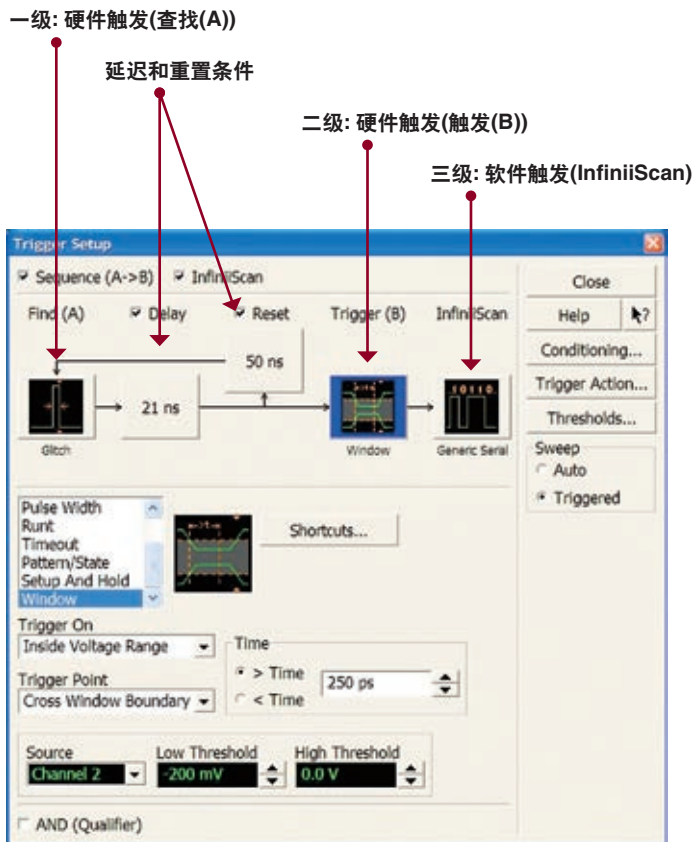 一级: 硬件触发(查找(A))
延迟和重置条件
二级: 硬件触发(触发(B))
三级: 软件触发(InfiniiScan)
Trigger Setup
Sequence (A->B) InfiniiScan
Close
Find (A) Delay Reset Trigger (B) InfiniiScan
Help ?
50 ns
Conditioning...
21 ns
10110.
Trigger Action...
Thresholds...
Glitch Window Generic Serial
Sweep
Auto
Triggered
Pulse Width
Runt
Timeout
Pattern/State
Setup And Hold
Window
Shortcuts...
Trigger On
Inside Voltage Range
Time
> Time
250 ps
< Time
Trigger Point
Cross Window Boundary
Source Low Threshold High Threshold
Channel 2 -200 mV 0.0 V
AND (Qualifier)